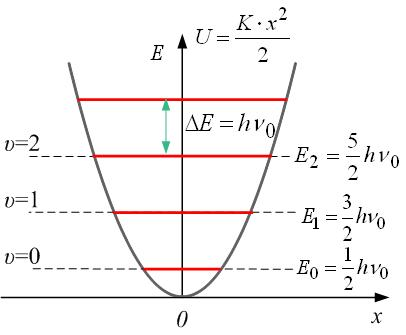 E
U = K·x²/2
ΔE = hν₀
υ=2
E₂ = 5/2 hν₀
υ=1
E₁ = 3/2 hν₀
υ=0
E₀ = 1/2 hν₀
0
x